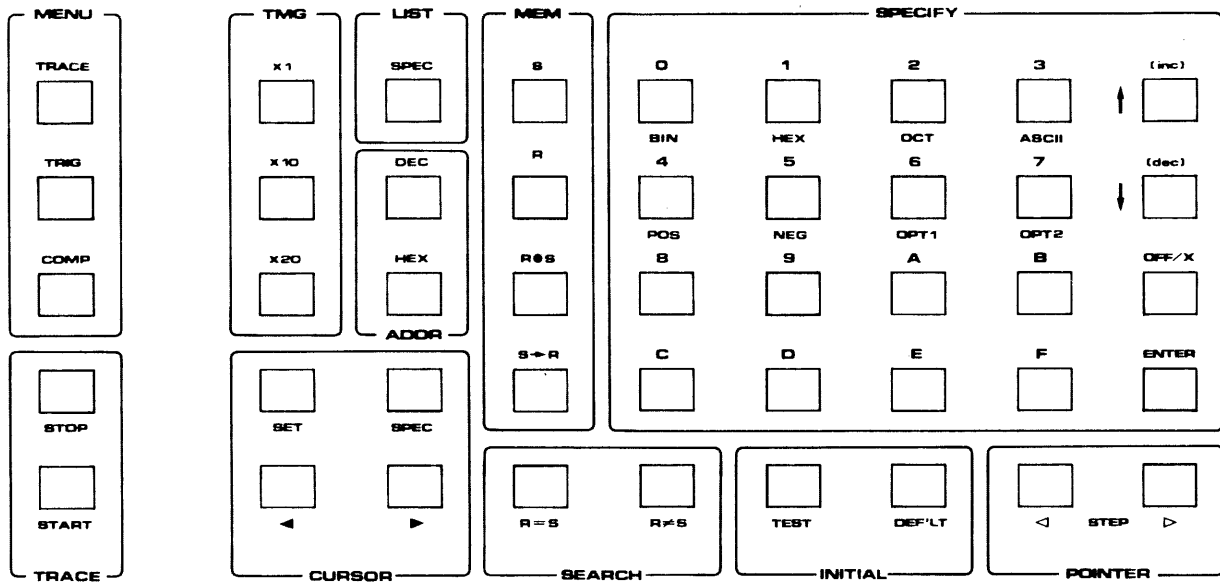 MENU TMG LIST MEM SPECIFY
TRACE X1 SPEC S 0 1 2 3 (inc)
BIN HEX OCT ASCII
TRIG X10 DEC R 4 5 6 7 (dec)
POS NEG OPT1 OPT2
COMP X20 HEX R⊕S 8 9 A B OFF/X
ADDR
S→R C D E F ENTER
STOP SET SPEC
START ◀ ▶ R=S R≠S TEST DEF'LT ◁ STEP ▷
TRACE CURSOR SEARCH INITIAL POINTER